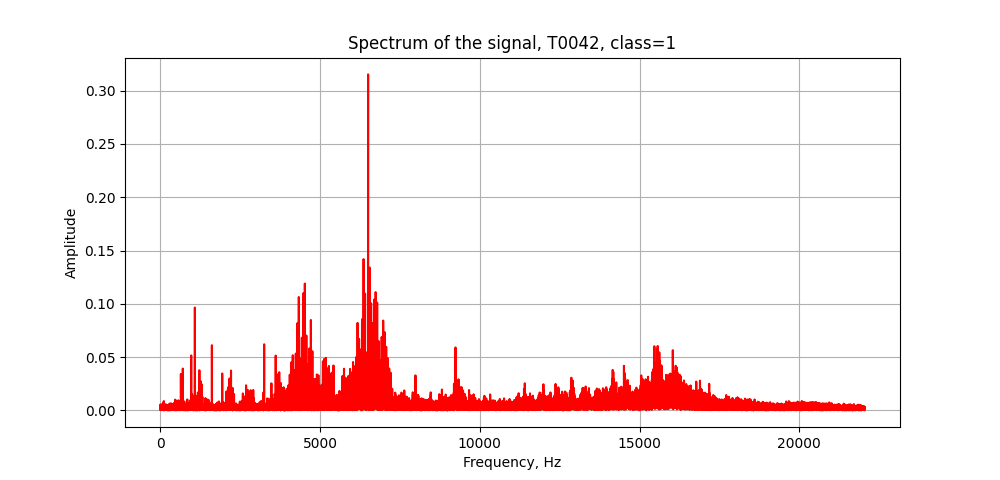 Spectrum of the signal, T0042, class=1
0.30
0.25
0.20
0.15
0.10
0.05
0.00
Amplitude
0 5000 10000 15000 20000
Frequency, Hz